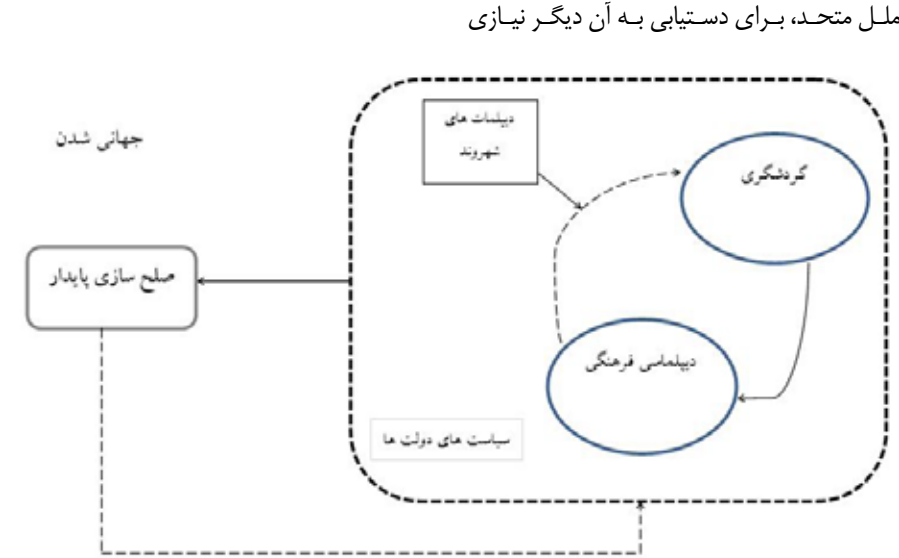 ملل متحد، برای دستیابی به آن دیگر نیازی
دیپلمات های
شهروند
جهانی شدن
گردشگری
صلح سازی پایدار
دیپلماسی فرهنگی
سیاست های دولت ها